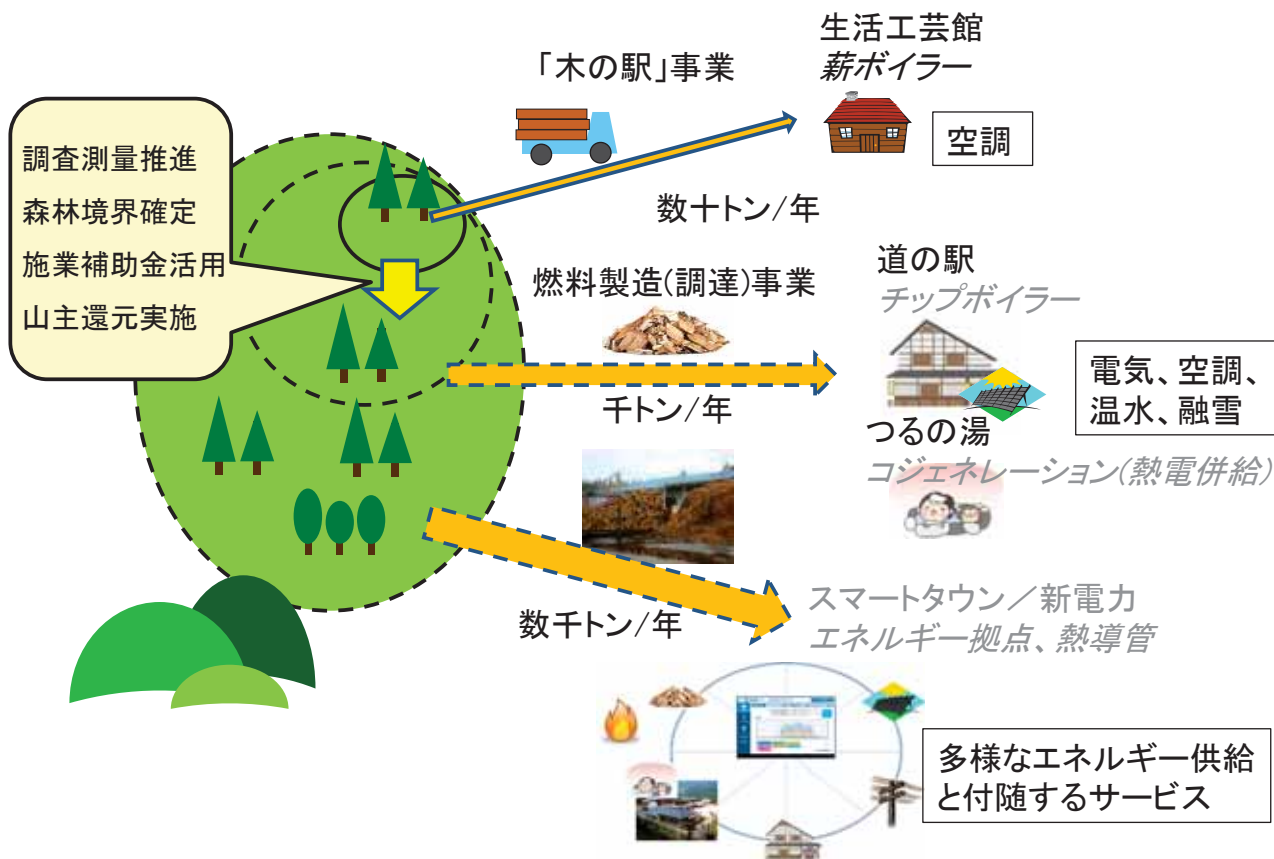 調査測量推進
森林境界確定
施業補助金活用
山主還元実施
「木の駅」事業
数十トン/年
生活工芸館
薪ボイラー
空調
燃料製造(調達)事業
千トン/年
道の駅
チップボイラー
つるの湯
コジェネレーション(熱電併給)
電気、空調、
温水、融雪
数千トン/年
スマートタウン／新電力
エネルギー拠点、熱導管
多様なエネルギー供給
と付随するサービス